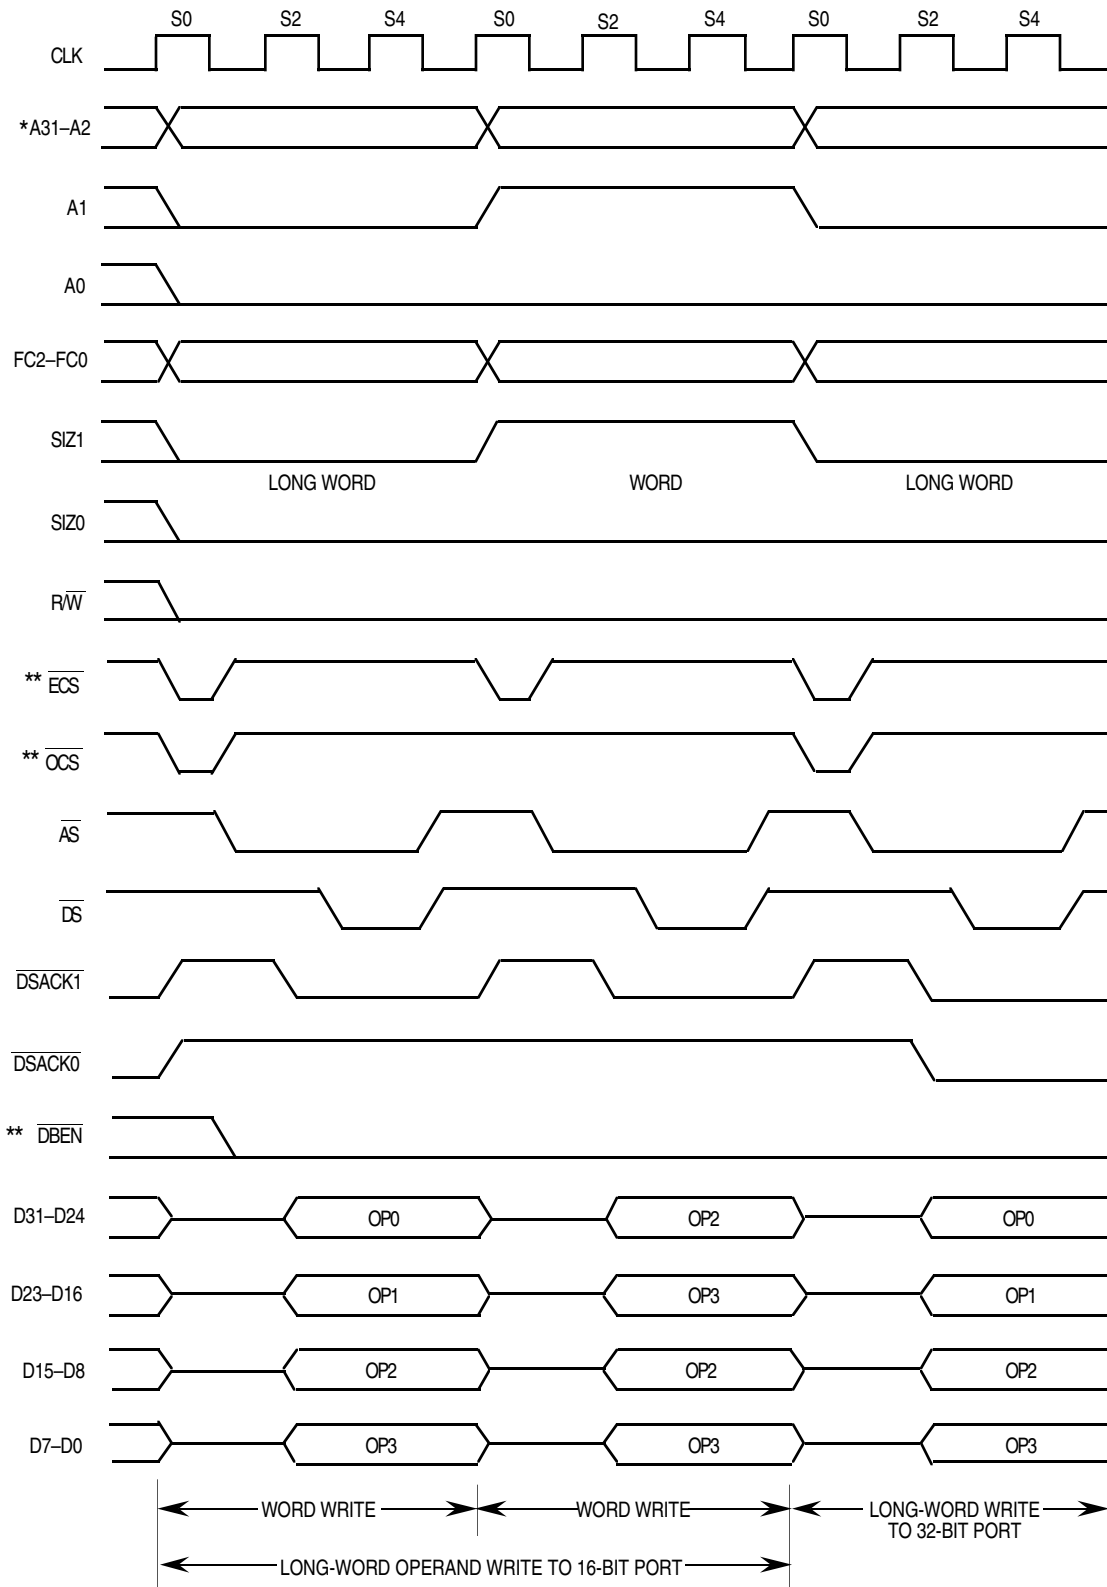 S0 S2 S4 S0 S2 S4 S0 S2 S4
CLK
*A31–A2
A1
A0
FC2–FC0
SIZ1
LONG WORD WORD LONG WORD
SIZ0
R/W
** ECS
** OCS
AS
DS
DSACK1
DSACK0
** DBEN
D31–D24 OP0 OP2 OP0
D23–D16 OP1 OP3 OP1
D15–D8 OP2 OP2 OP2
D7–D0 OP3 OP3 OP3
WORD WRITE WORD WRITE LONG-WORD WRITE
TO 32-BIT PORT
LONG-WORD OPERAND WRITE TO 16-BIT PORT